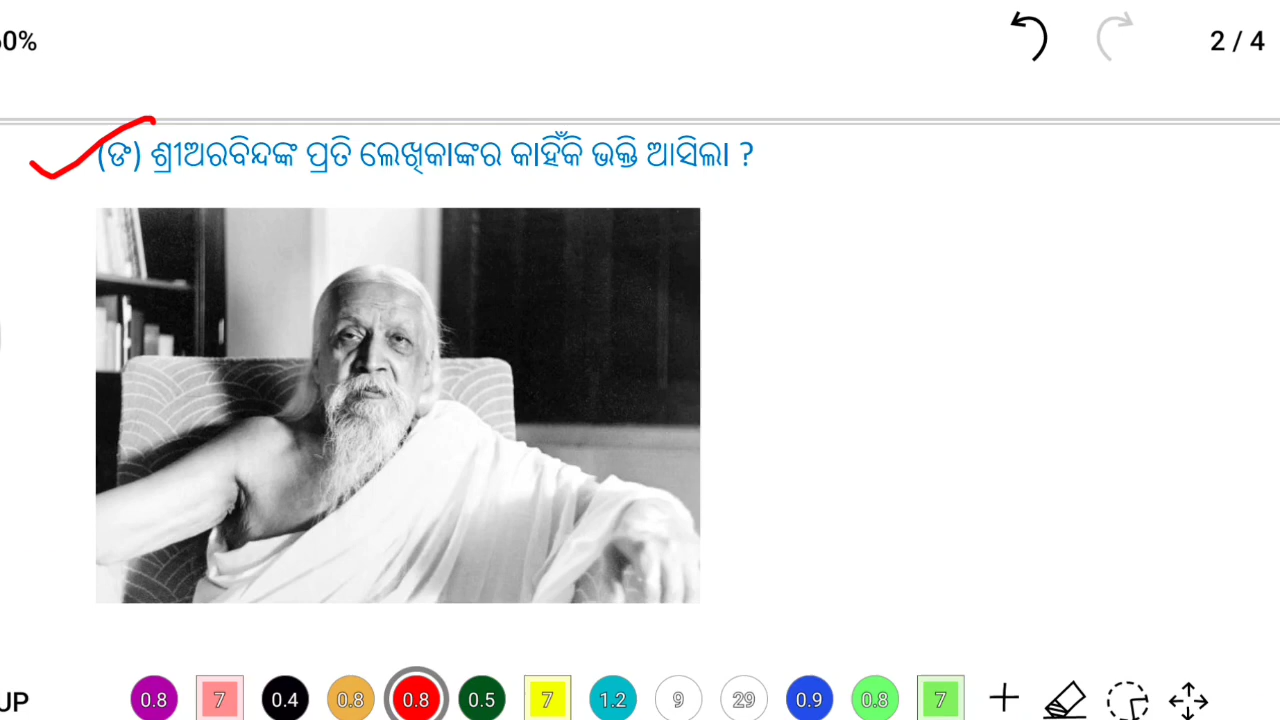 60%
2 / 4
(ଙ) ଶ୍ରୀଅରବିନ୍ଦଙ୍କ ପ୍ରତି ଲେଖିକାଙ୍କର କାହିଁକି ଭକ୍ତି ଆସିଲା ?
UP
0.8 7 0.4 0.8 0.8 0.5 7 1.2 9 29 0.9 0.8 7